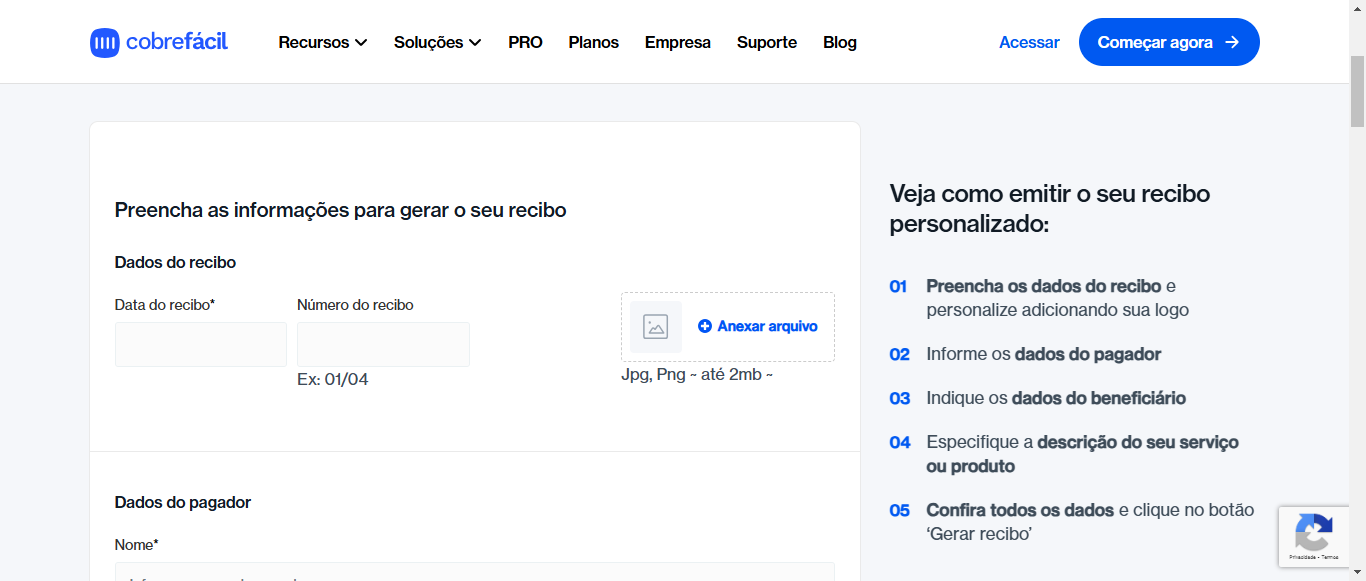 cobrefácil
Recursos
Soluções
PRO
Planos
Empresa
Suporte
Blog
Acessar
Começar agora
Preencha as informações para gerar o seu recibo
Dados do recibo
Data do recibo*
Número do recibo
Ex: 01/04
Anexar arquivo
Jpg, Png ~ até 2mb ~
Dados do pagador
Nome*
Veja como emitir o seu recibo
personalizado:
01 Preencha os dados do recibo e
personalize adicionando sua logo
02 Informe os dados do pagador
03 Indique os dados do beneficiário
04 Especifique a descrição do seu serviço
ou produto
05 Confira todos os dados e clique no botão
‘Gerar recibo’
Privacidade - Termos